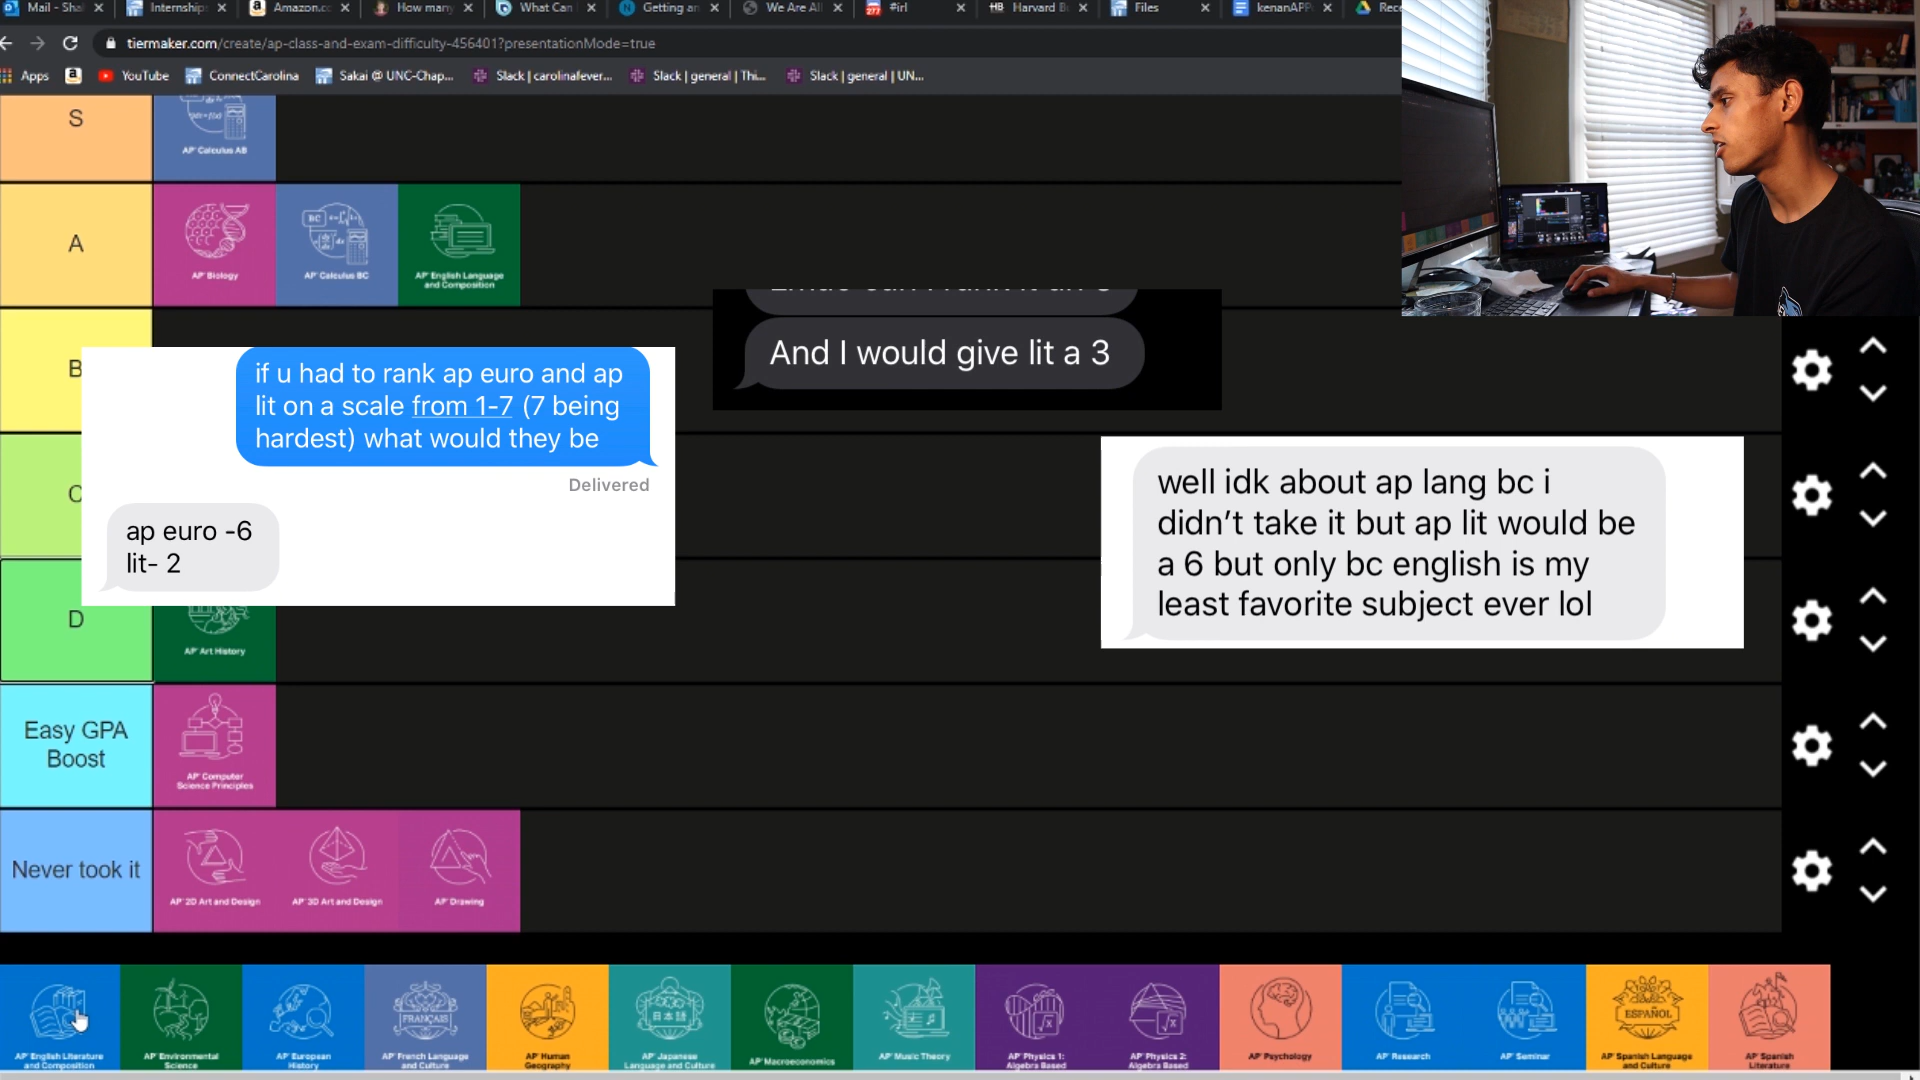 Mail - Sha
Internship
Amazon.co
How many
What Can
Getting an
We Are All
#irl
Harvard B
Files
kenanAPP
Rece
tiermaker.com/create/ap-class-and-exam-difficulty-456401?presentationMode=true
Apps
YouTube
ConnectCarolina
Sakai @ UNC-Chap...
Slack | carolinafever...
Slack | general | Thi...
Slack | general | UN...
S
AP Calculus AB
A
AP Biology
BC
AP Calculus BC
AP English Language
and Composition
And I would give lit a 3
B
if u had to rank ap euro and ap
lit on a scale from 1-7 (7 being
hardest) what would they be
Delivered
ap euro -6
lit- 2
well idk about ap lang bc i
didn’t take it but ap lit would be
a 6 but only bc english is my
least favorite subject ever lol
C
D
AP Art History
Easy GPA
Boost
AP Computer
Science Principles
Never took it
AP 2D Art and Design
AP 3D Art and Design
AP Drawing
AP English Literature
and Composition
AP Environmental
Science
AP European
History
FRANÇAIS
AP French Language
and Culture
AP Human
Geography
日本語
AP Japanese
Language and Culture
AP Macroeconomics
AP Music Theory
AP Physics 1:
Algebra Based
AP Physics 2:
Algebra Based
AP Psychology
AP Research
AP Seminar
ESPAÑOL
AP Spanish Language
and Culture
AP Spanish
Literature